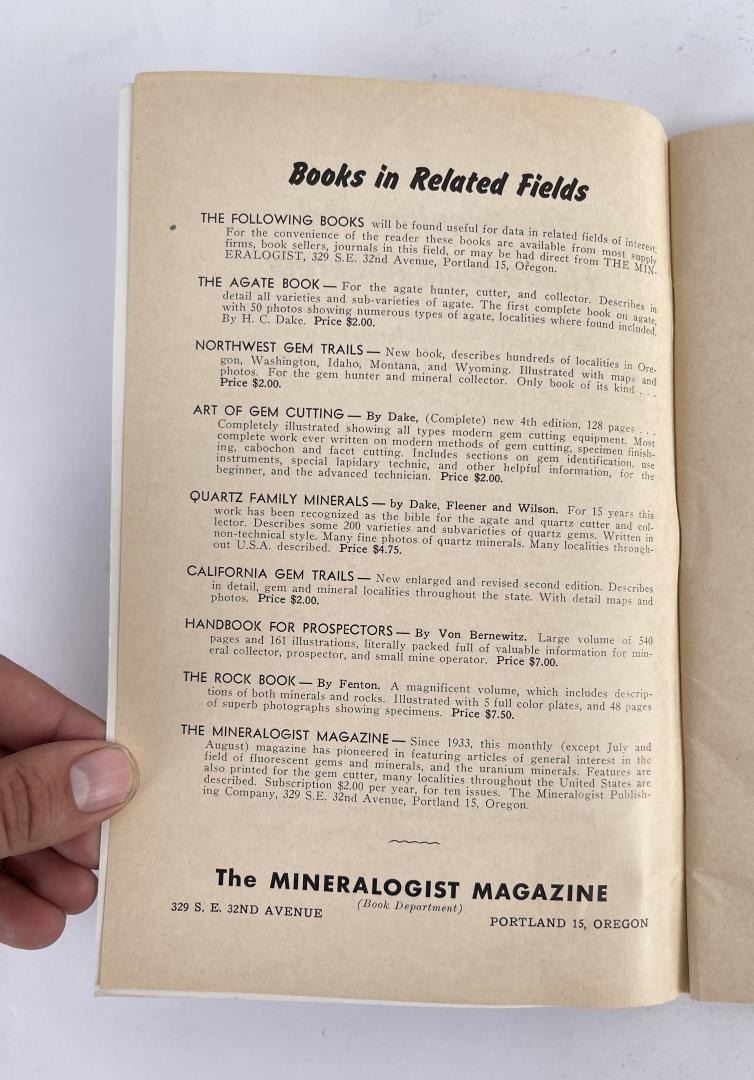 Books in Related Fields
THE FOLLOWING BOOKS will be found useful for data in related fields of interest.
For the convenience of the reader these books are available from most supply
firms, book sellers, journals in this field, or may be had direct from THE MIN-
ERALOGIST, 329 S.E. 32nd Avenue, Portland 15, Oregon.
THE AGATE BOOK — For the agate hunter, cutter, and collector. Describes in
detail all varieties and sub-varieties of agate. The first complete book on agate,
with 50 photos showing numerous types of agate, localities where found included.
By H. C. Dake. Price $2.00.
NORTHWEST GEM TRAILS — New book, describes hundreds of localities in Ore-
gon, Washington, Idaho, Montana, and Wyoming. Illustrated with maps and
photos. For the gem hunter and mineral collector. Only book of its kind . . .
Price $2.00.
ART OF GEM CUTTING — By Dake, (Complete) new 4th edition, 128 pages . . .
Completely illustrated showing all types modern gem cutting equipment. Most
complete work ever written on modern methods of gem cutting, specimen finish-
ing, cabochon and facet cutting. Includes sections on gem identification, use
instruments, special lapidary technic, and other helpful information, for the
beginner, and the advanced technician. Price $2.00.
QUARTZ FAMILY MINERALS — by Dake, Fleener and Wilson. For 15 years this
work has been recognized as the bible for the agate and quartz cutter and col-
lector. Describes some 200 varieties and subvarieties of quartz gems. Written in
non-technical style. Many fine photos of quartz minerals. Many localities through-
out U.S.A. described. Price $4.75.
CALIFORNIA GEM TRAILS — New enlarged and revised second edition. Describes
in detail, gem and mineral localities throughout the state. With detail maps and
photos. Price $2.00.
HANDBOOK FOR PROSPECTORS — By Von Bernewitz. Large volume of 540
pages and 161 illustrations, literally packed full of valuable information for min-
eral collector, prospector, and small mine operator. Price $7.00.
THE ROCK BOOK — By Fenton. A magnificent volume, which includes descrip-
tions of both minerals and rocks. Illustrated with 5 full color plates, and 48 pages
of superb photographs showing specimens. Price $7.50.
THE MINERALOGIST MAGAZINE — Since 1933, this monthly (except July and
August) magazine has pioneered in featuring articles of general interest in the
field of fluorescent gems and minerals, and the uranium minerals. Features are
also printed for the gem cutter, many localities throughout the United States are
described. Subscription $2.00 per year, for ten issues. The Mineralogist Publish-
ing Company, 329 S.E. 32nd Avenue, Portland 15, Oregon.
The MINERALOGIST MAGAZINE
(Book Department)
329 S. E. 32ND AVENUE
PORTLAND 15, OREGON